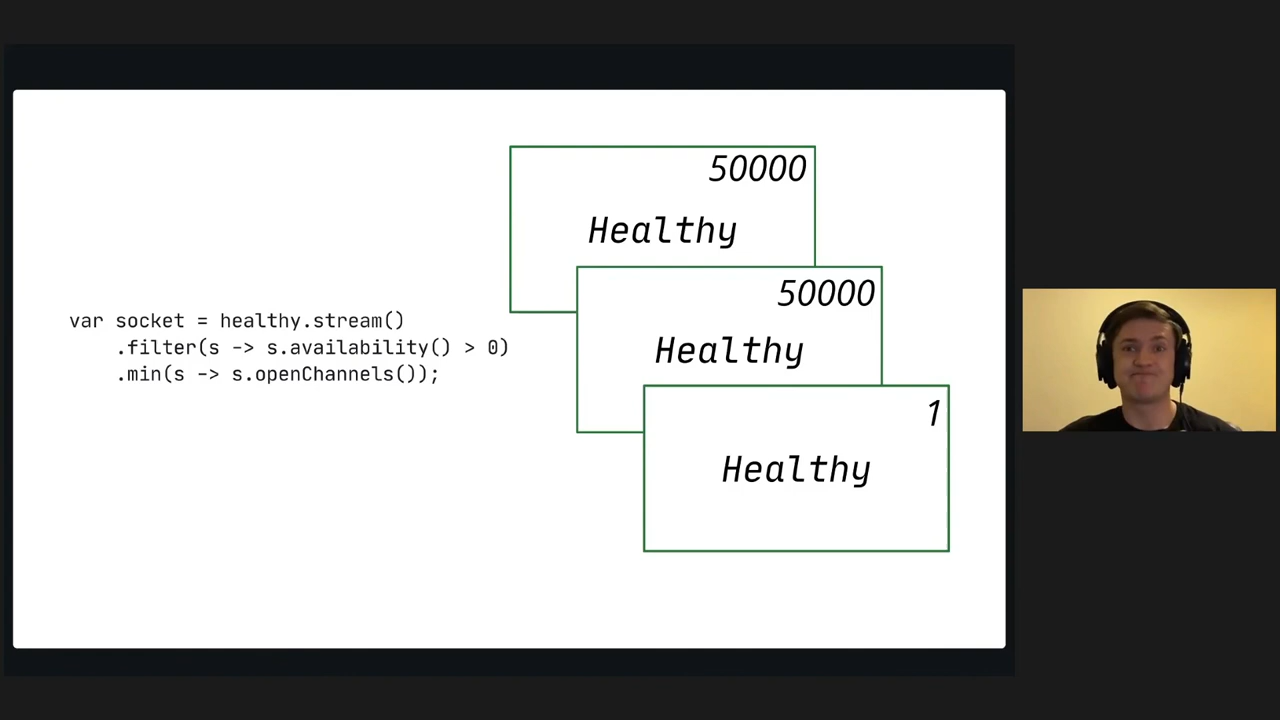 50000
Healthy
50000
var socket = healthy.stream()
.filter(s -> s.availability() > 0)
Healthy
.min(s -> s.openChannels());
1
Healthy